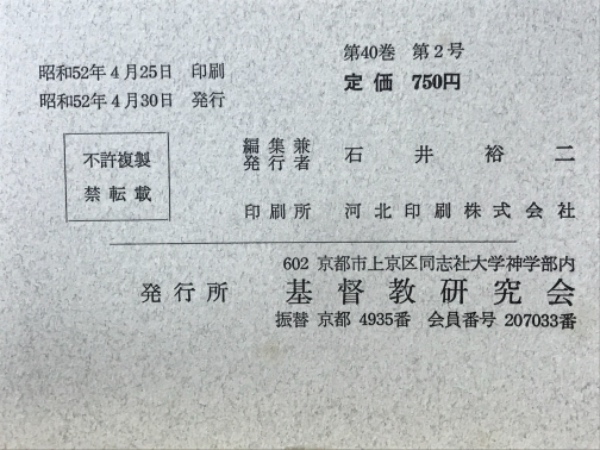 第40巻 第2号
昭和52年4月25日 印刷
定価 750円
昭和52年4月30日 発行
不許複製
禁転載
編集兼
発行者 石井裕二
印刷所 河北印刷株式会社
602 京都市上京区同志社大学神学部内
発行所 基督教研究会
振替 京都 4935番 会員番号 207033番